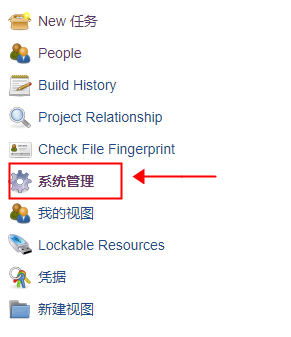 New 任务
People
Build History
Project Relationship
Check File Fingerprint
系统管理
我的视图
Lockable Resources
凭据
新建视图